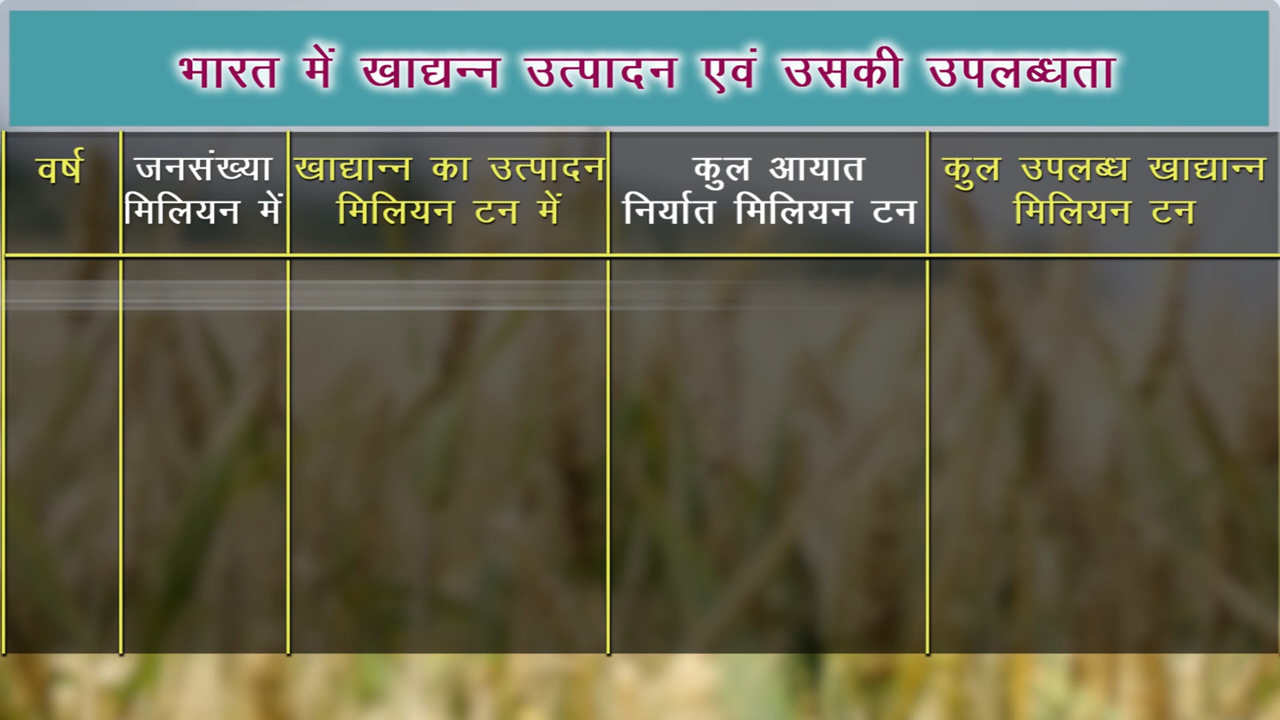 भारत में खाद्यन्न उत्पादन एवं उसकी उपलब्धता
वर्ष
जनसंख्या
मिलियन में
खाद्यान्न का उत्पादन
मिलियन टन में
कुल आयात
निर्यात मिलियन टन
कुल उपलब्ध खाद्यान्न
मिलियन टन